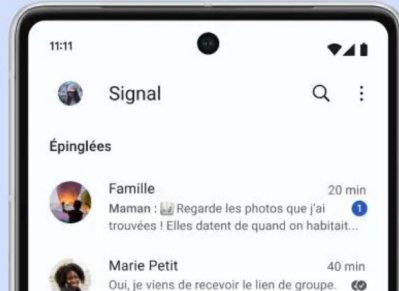 11:11
Signal
Épinglées
Famille 20 min
Maman : Regarde les photos que j'ai 1
trouvées ! Elles datent de quand on habitait...
Marie Petit 40 min
Oui, je viens de recevoir le lien de groupe.